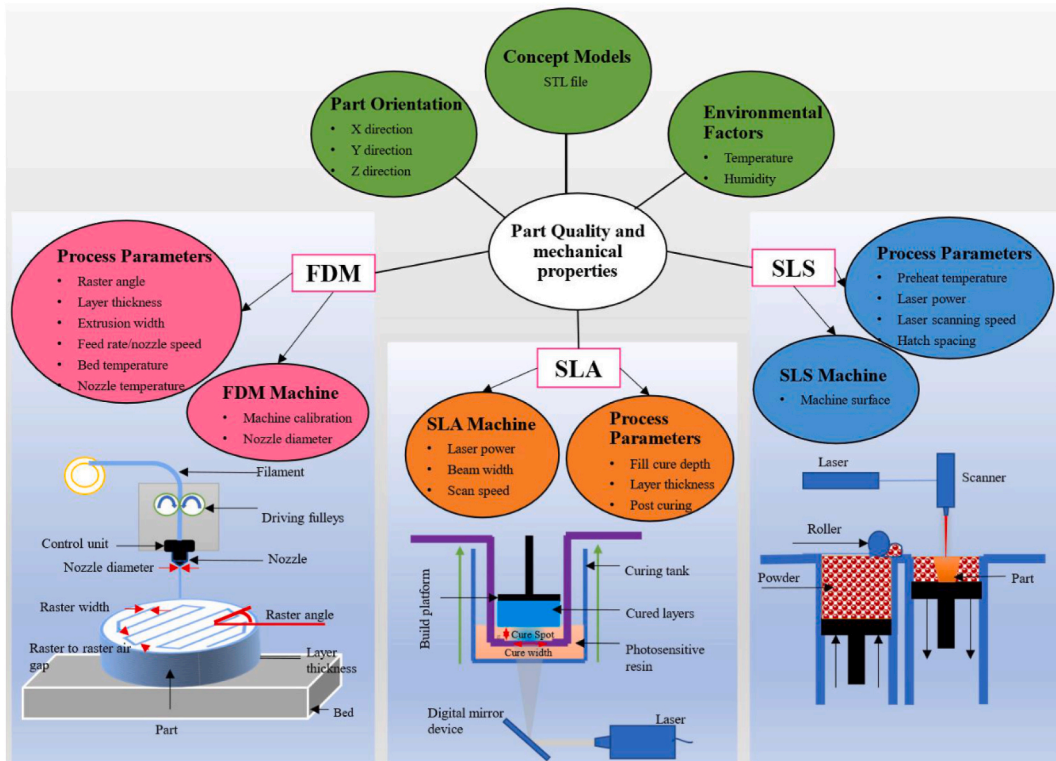 Concept Models
STL file
Part Orientation
• X direction
• Y direction
• Z direction
Environmental
Factors
• Temperature
• Humidity
Part Quality and
mechanical
properties
FDM
Process Parameters
• Raster angle
• Layer thickness
• Extrusion width
• Feed rate/nozzle speed
• Bed temperature
• Nozzle temperature
FDM Machine
• Machine calibration
• Nozzle diameter
Filament
Driving fulleys
Control unit
Nozzle
Nozzle diameter
Raster width
Raster angle
Raster to raster air
gap
Layer
thickness
Part
Bed
SLA
SLA Machine
• Laser power
• Beam width
• Scan speed
Process
Parameters
• Fill cure depth
• Layer thickness
• Post curing
Build platform
Curing tank
Cured layers
Cure Spot
Cure width
Photosensitive
resin
Digital mirror
device
Laser
SLS
Process Parameters
• Preheat temperature
• Laser power
• Laser scanning speed
• Hatch spacing
SLS Machine
• Machine surface
Laser
Scanner
Roller
Powder
Part